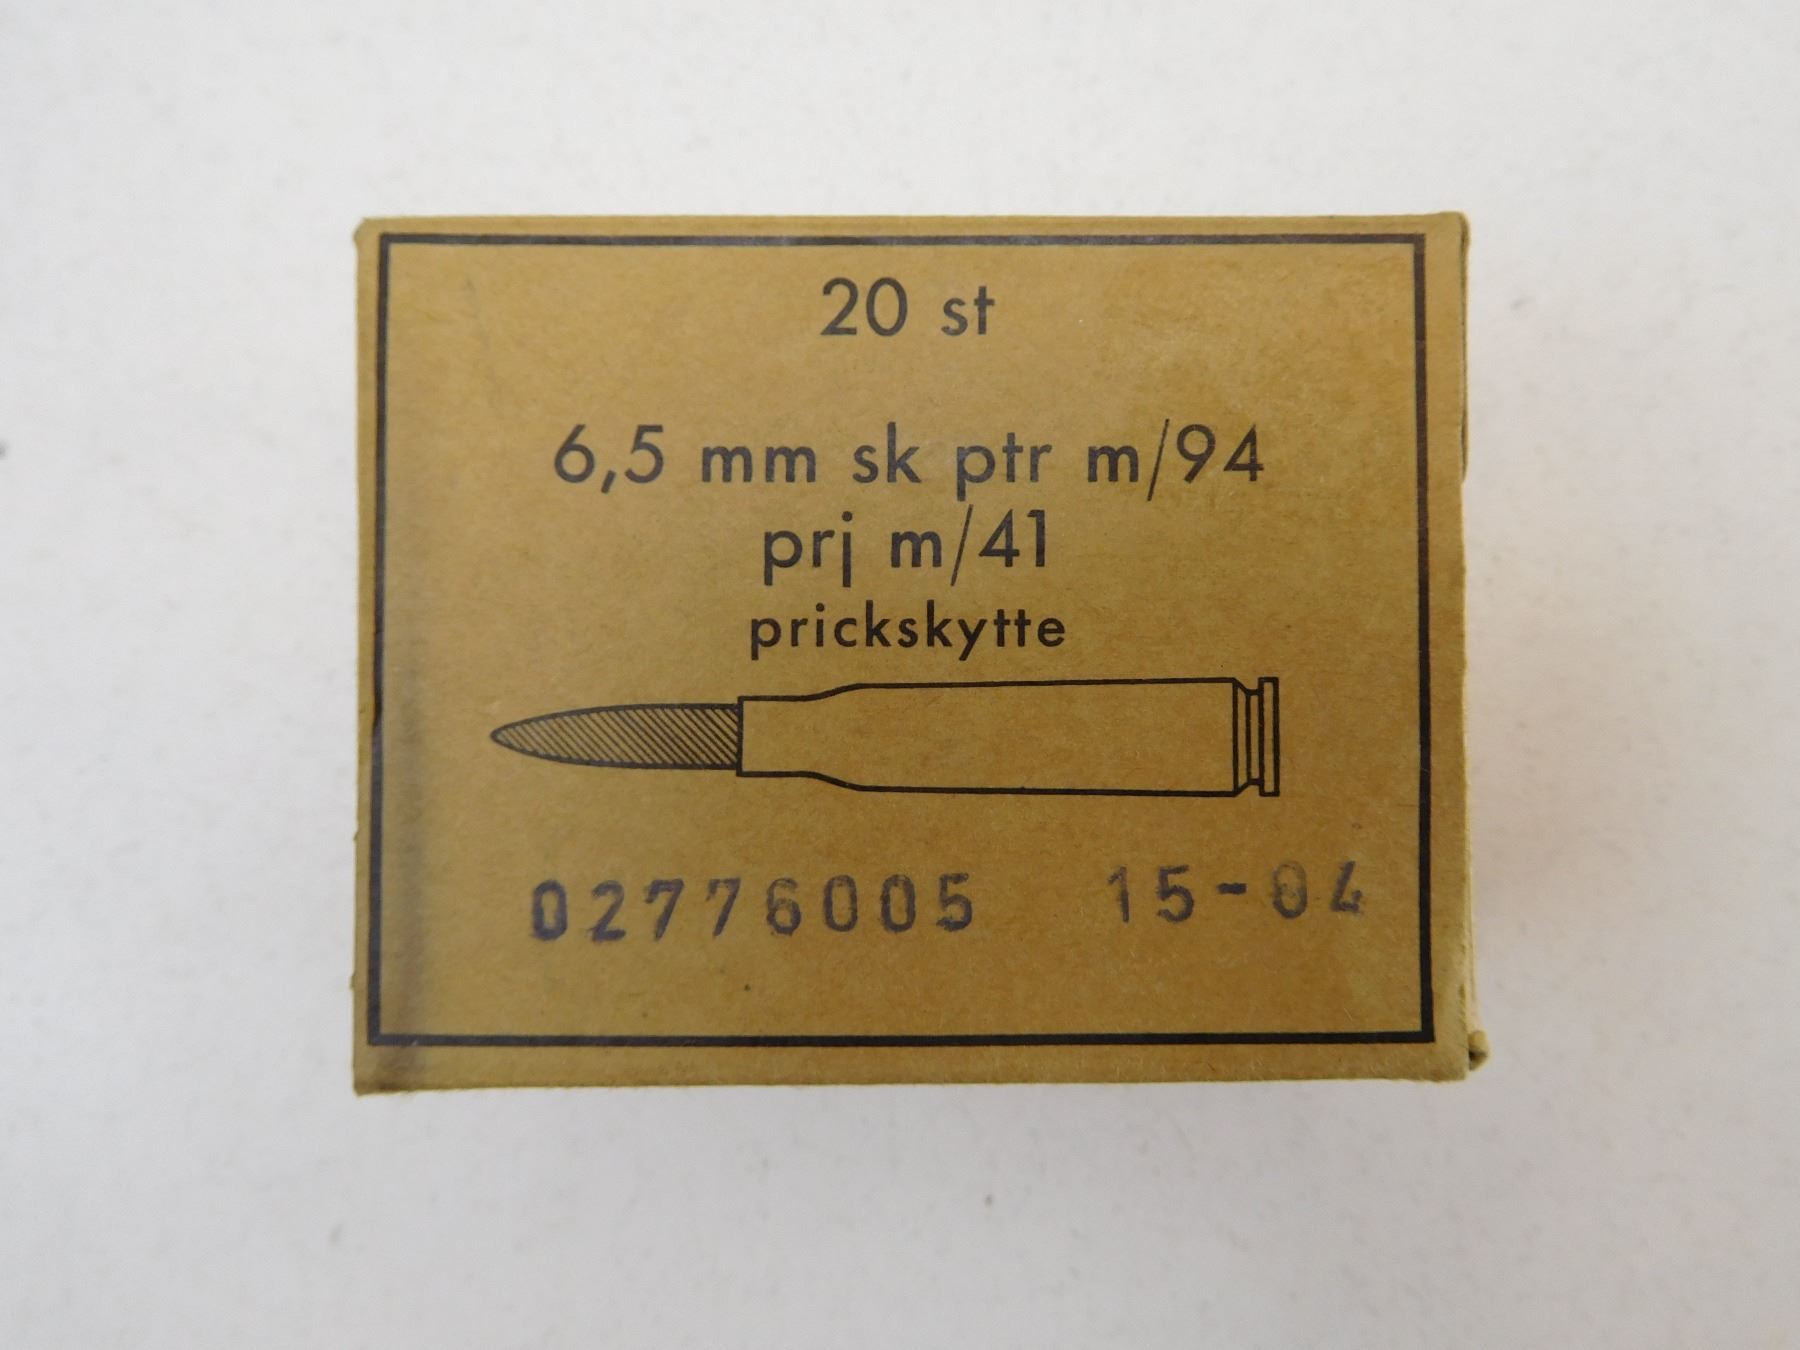 20 st
6,5 mm sk ptr m/94
prj m/41
prickskytte
02776005 15-04